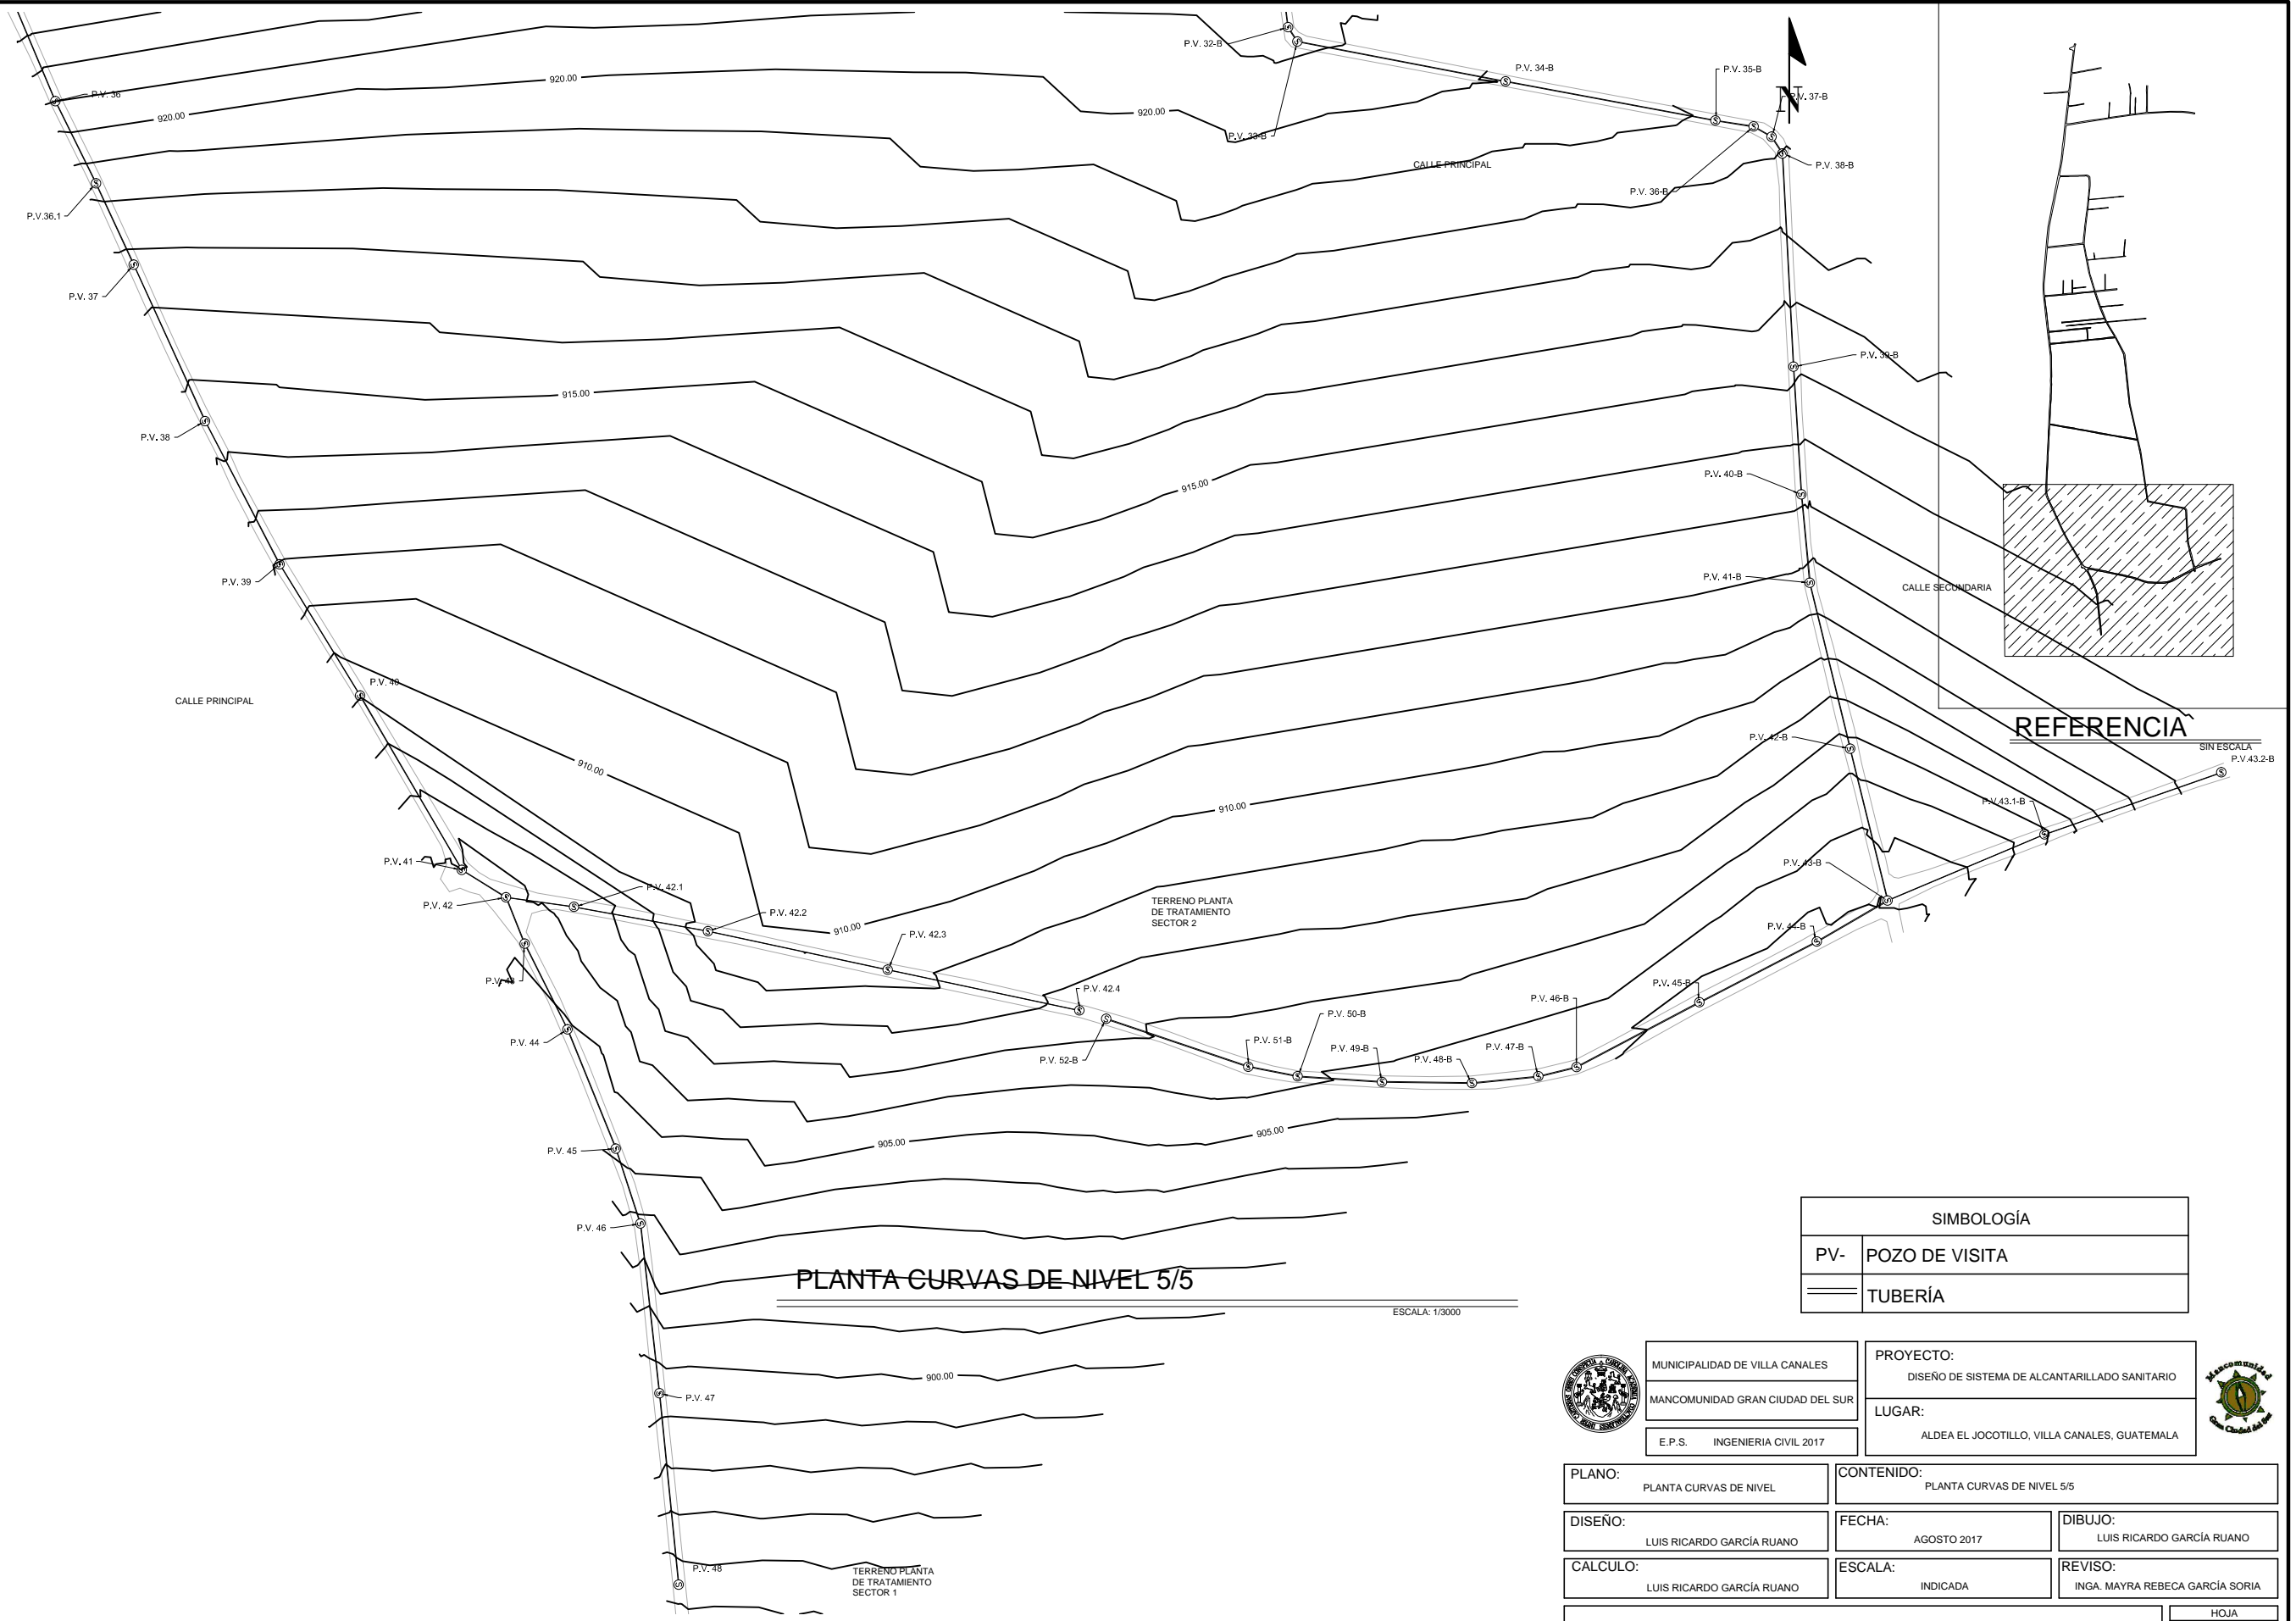 P.V. 32-B
P.V. 34-B
P.V. 35-B
N
P.V. 37-B
P.V. 36
920.00
920.00
920.00
P.V. 33-B
CALLE PRINCIPAL
P.V. 38-B
P.V. 36-B
P.V.36.1
P.V. 37
P.V. 39-B
915.00
P.V. 38
P.V. 40-B
915.00
P.V. 39
P.V. 41-B
CALLE SECUNDARIA
P.V. 40
CALLE PRINCIPAL
REFERENCIA
SIN ESCALA
P.V. 42-B
P.V.43.2-B
910.00
910.00
P.V.43.1-B
P.V. 41
P.V. 43-B
P.V. 42.1
P.V. 42
P.V. 42.2
TERRENO PLANTA
DE TRATAMIENTO
SECTOR 2
910.00
P.V. 42.3
P.V. 44-B
P.V. 43
P.V. 42.4
P.V. 45-B
P.V. 46-B
P.V. 50-B
P.V. 44
P.V. 51-B
P.V. 49-B
P.V. 47-B
P.V. 48-B
P.V. 52-B
905.00
905.00
P.V. 45
P.V. 46
PLANTA CURVAS DE NIVEL 5/5
ESCALA: 1/3000
900.00
P.V. 47
P.V. 48
TERRENO PLANTA
DE TRATAMIENTO
SECTOR 1
SIMBOLOGÍA
PV- POZO DE VISITA
TUBERÍA
MUNICIPALIDAD DE VILLA CANALES
MANCOMUNIDAD GRAN CIUDAD DEL SUR
E.P.S. INGENIERIA CIVIL 2017
PROYECTO:
DISEÑO DE SISTEMA DE ALCANTARILLADO SANITARIO
LUGAR:
ALDEA EL JOCOTILLO, VILLA CANALES, GUATEMALA
Mancomunidad
Gran Ciudad del Sur
PLANO:
PLANTA CURVAS DE NIVEL
CONTENIDO:
PLANTA CURVAS DE NIVEL 5/5
DISEÑO:
LUIS RICARDO GARCÍA RUANO
FECHA:
AGOSTO 2017
DIBUJO:
LUIS RICARDO GARCÍA RUANO
CALCULO:
LUIS RICARDO GARCÍA RUANO
ESCALA:
INDICADA
REVISO:
INGA. MAYRA REBECA GARCÍA SORIA
HOJA